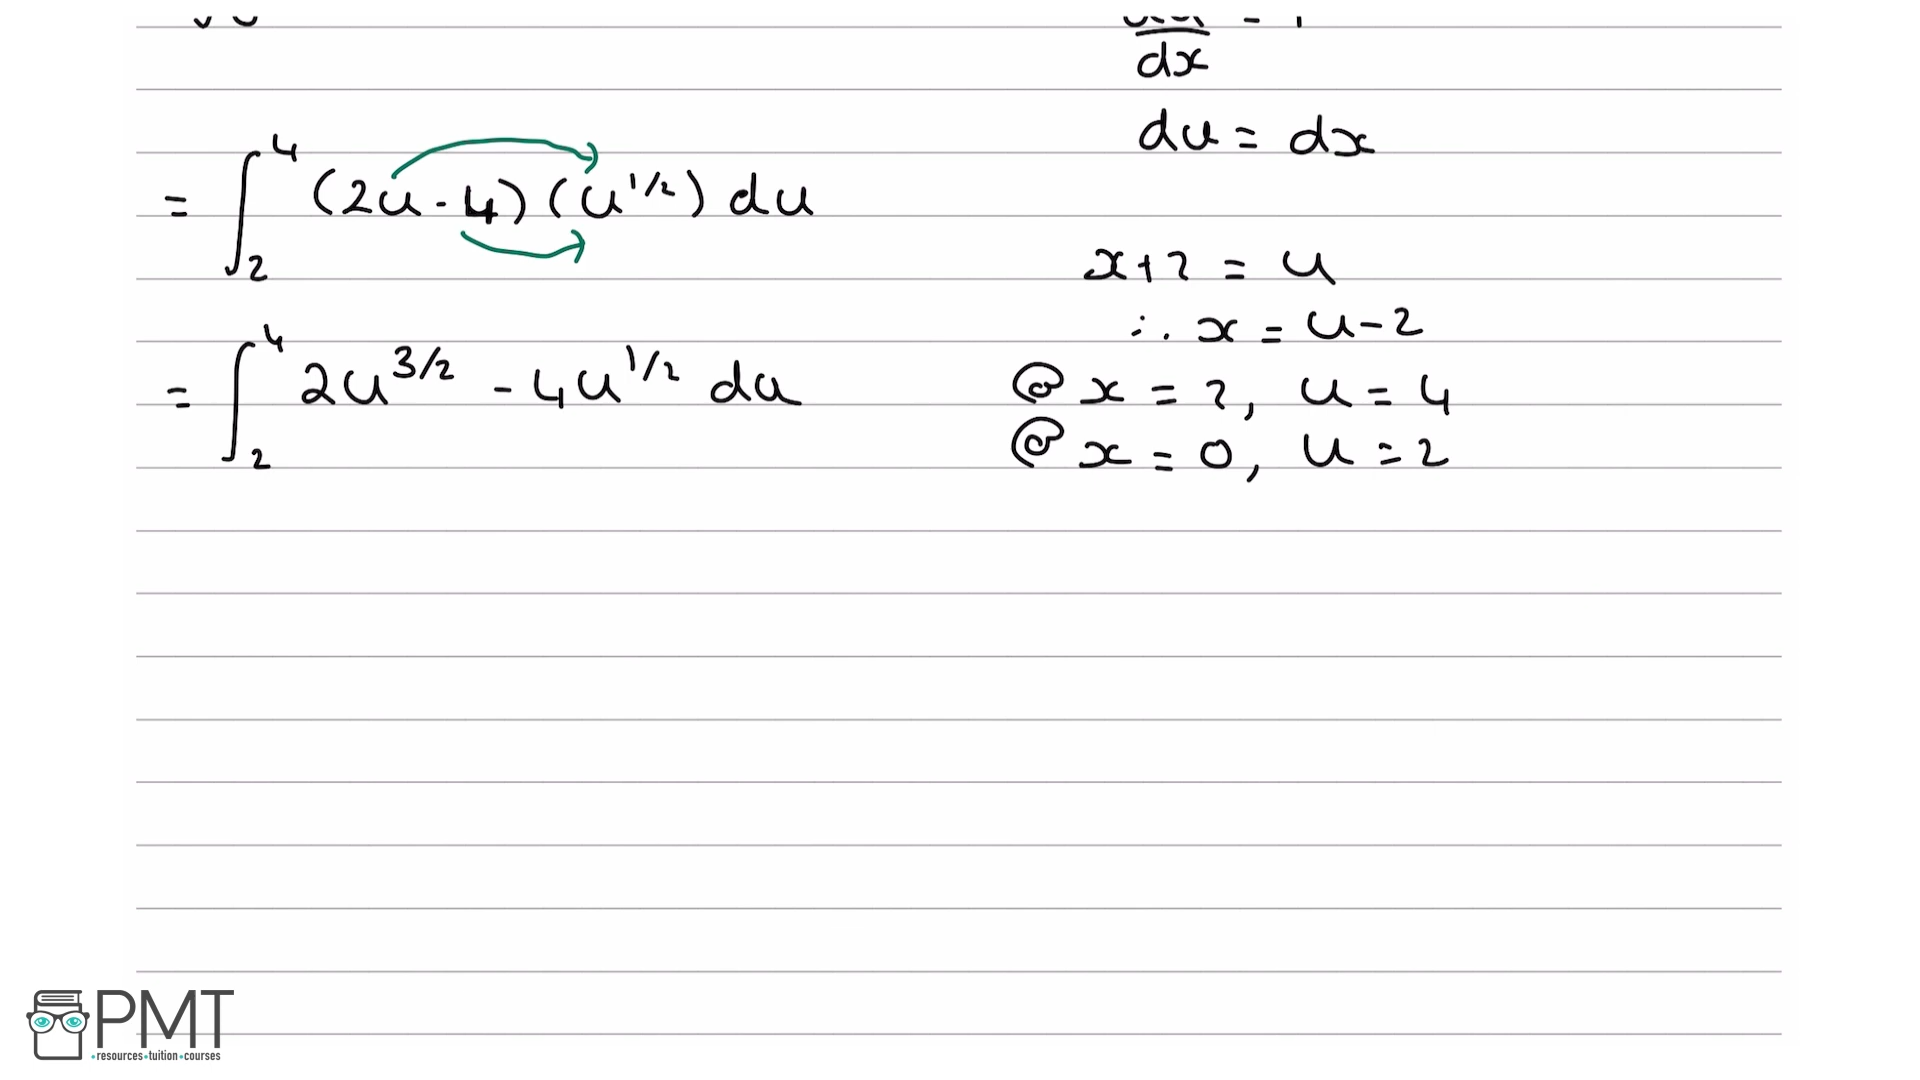 dx
du = dx
= ∫₂⁴ (2u - 4)(u^1/2) du
x+2 = u
∴ x = u-2
= ∫₂⁴ 2u^3/2 - 4u^1/2 du
@ x = 2, u = 4
@ x = 0, u = 2
PMT
•resources•tuition•courses